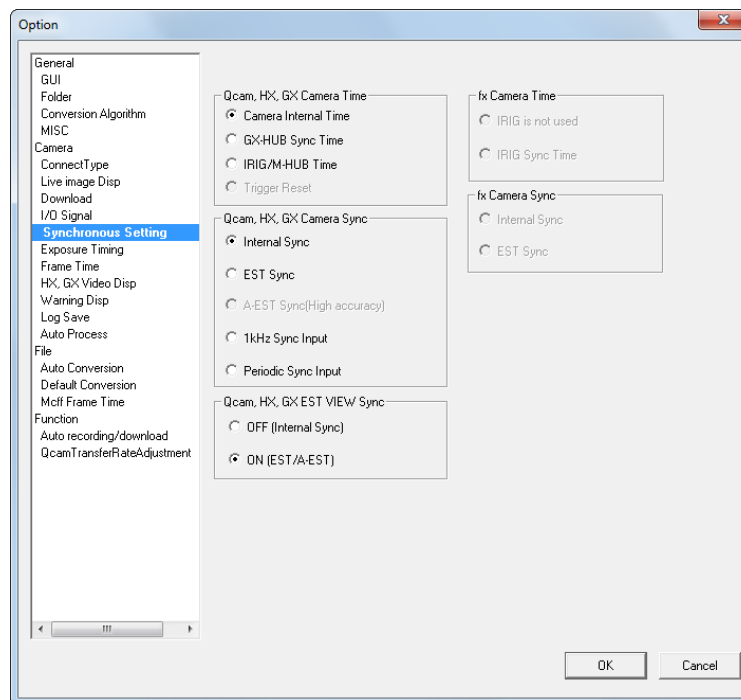 Option
General
GUI
Folder
Conversion Algorithm
MISC
Camera
ConnectType
Live image Disp
Download
I/O Signal
Synchronous Setting
Exposure Timing
Frame Time
HX, GX Video Disp
Warning Disp
Log Save
Auto Process
File
Auto Conversion
Default Conversion
Mcff Frame Time
Function
Auto recording/download
QcamTransferRateAdjustment
Qcam, HX, GX Camera Time
Camera Internal Time
GX-HUB Sync Time
IRIG/M-HUB Time
Trigger Reset
Qcam, HX, GX Camera Sync
Internal Sync
EST Sync
A-EST Sync(High accuracy)
1kHz Sync Input
Periodic Sync Input
Qcam, HX, GX EST VIEW Sync
OFF (Internal Sync)
ON (EST/A-EST)
fx Camera Time
IRIG is not used
IRIG Sync Time
fx Camera Sync
Internal Sync
EST Sync
OK
Cancel